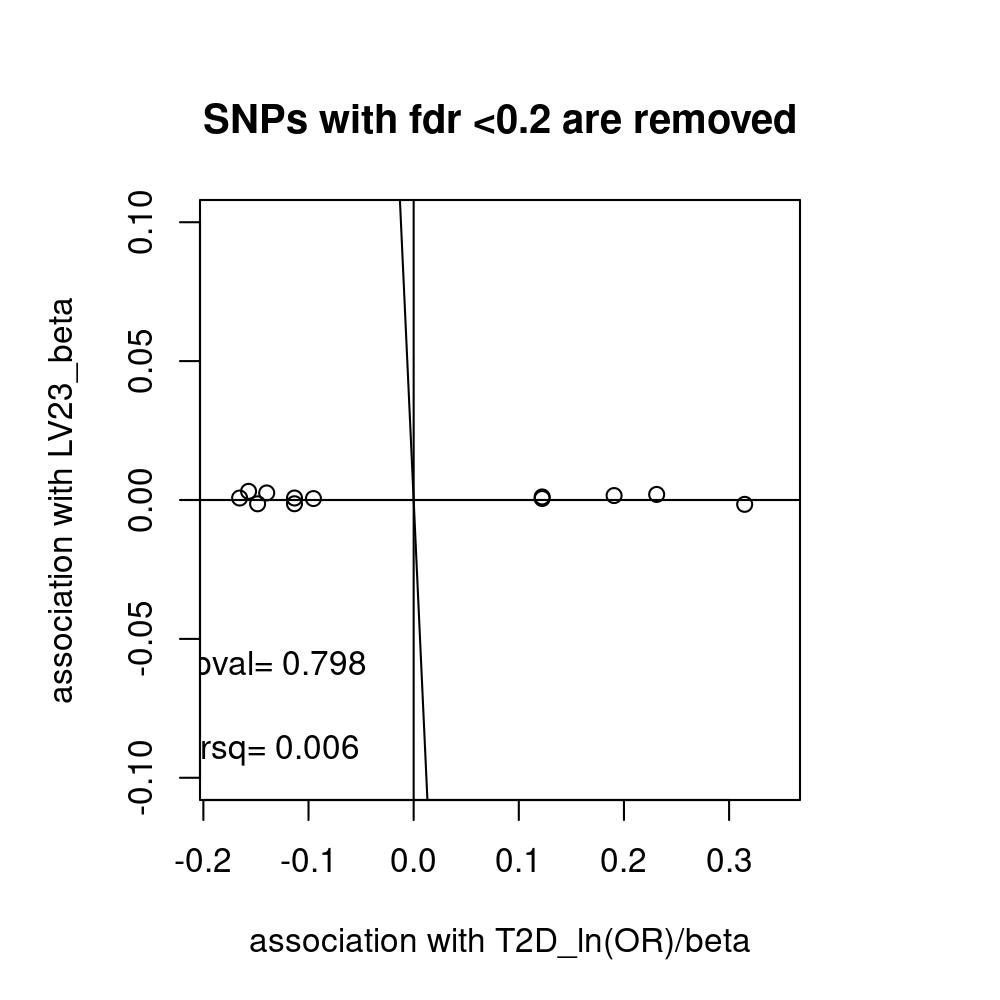 SNPs with fdr <0.2 are removed
association with LV23_beta
0.10
0.05
0.00
-0.05
-0.10
pval= 0.798
rsq= 0.006
-0.2 -0.1 0.0 0.1 0.2 0.3
association with T2D_ln(OR)/beta